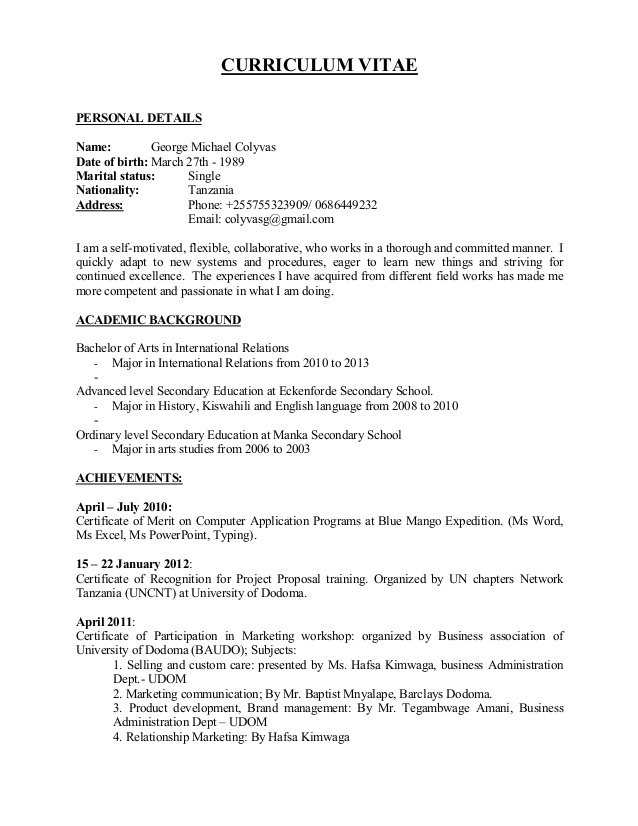 CURRICULUM VITAE
PERSONAL DETAILS
Name: George Michael Colyvas
Date of birth: March 27th - 1989
Marital status: Single
Nationality: Tanzania
Address: Phone: +255755323909/ 0686449232
Email: colyvasg@gmail.com
I am a self-motivated, flexible, collaborative, who works in a thorough and committed manner. I
quickly adapt to new systems and procedures, eager to learn new things and striving for
continued excellence. The experiences I have acquired from different field works has made me
more competent and passionate in what I am doing.
ACADEMIC BACKGROUND
Bachelor of Arts in International Relations
- Major in International Relations from 2010 to 2013
-
Advanced level Secondary Education at Eckenforde Secondary School.
- Major in History, Kiswahili and English language from 2008 to 2010
-
Ordinary level Secondary Education at Manka Secondary School
- Major in arts studies from 2006 to 2003
ACHIEVEMENTS:
April – July 2010:
Certificate of Merit on Computer Application Programs at Blue Mango Expedition. (Ms Word,
Ms Excel, Ms PowerPoint, Typing).
15 – 22 January 2012:
Certificate of Recognition for Project Proposal training. Organized by UN chapters Network
Tanzania (UNCNT) at University of Dodoma.
April 2011:
Certificate of Participation in Marketing workshop: organized by Business association of
University of Dodoma (BAUDO); Subjects:
1. Selling and custom care: presented by Ms. Hafsa Kimwaga, business Administration
Dept.- UDOM
2. Marketing communication; By Mr. Baptist Mnyalape, Barclays Dodoma.
3. Product development, Brand management: By Mr. Tegambwage Amani, Business
Administration Dept – UDOM
4. Relationship Marketing: By Hafsa Kimwaga